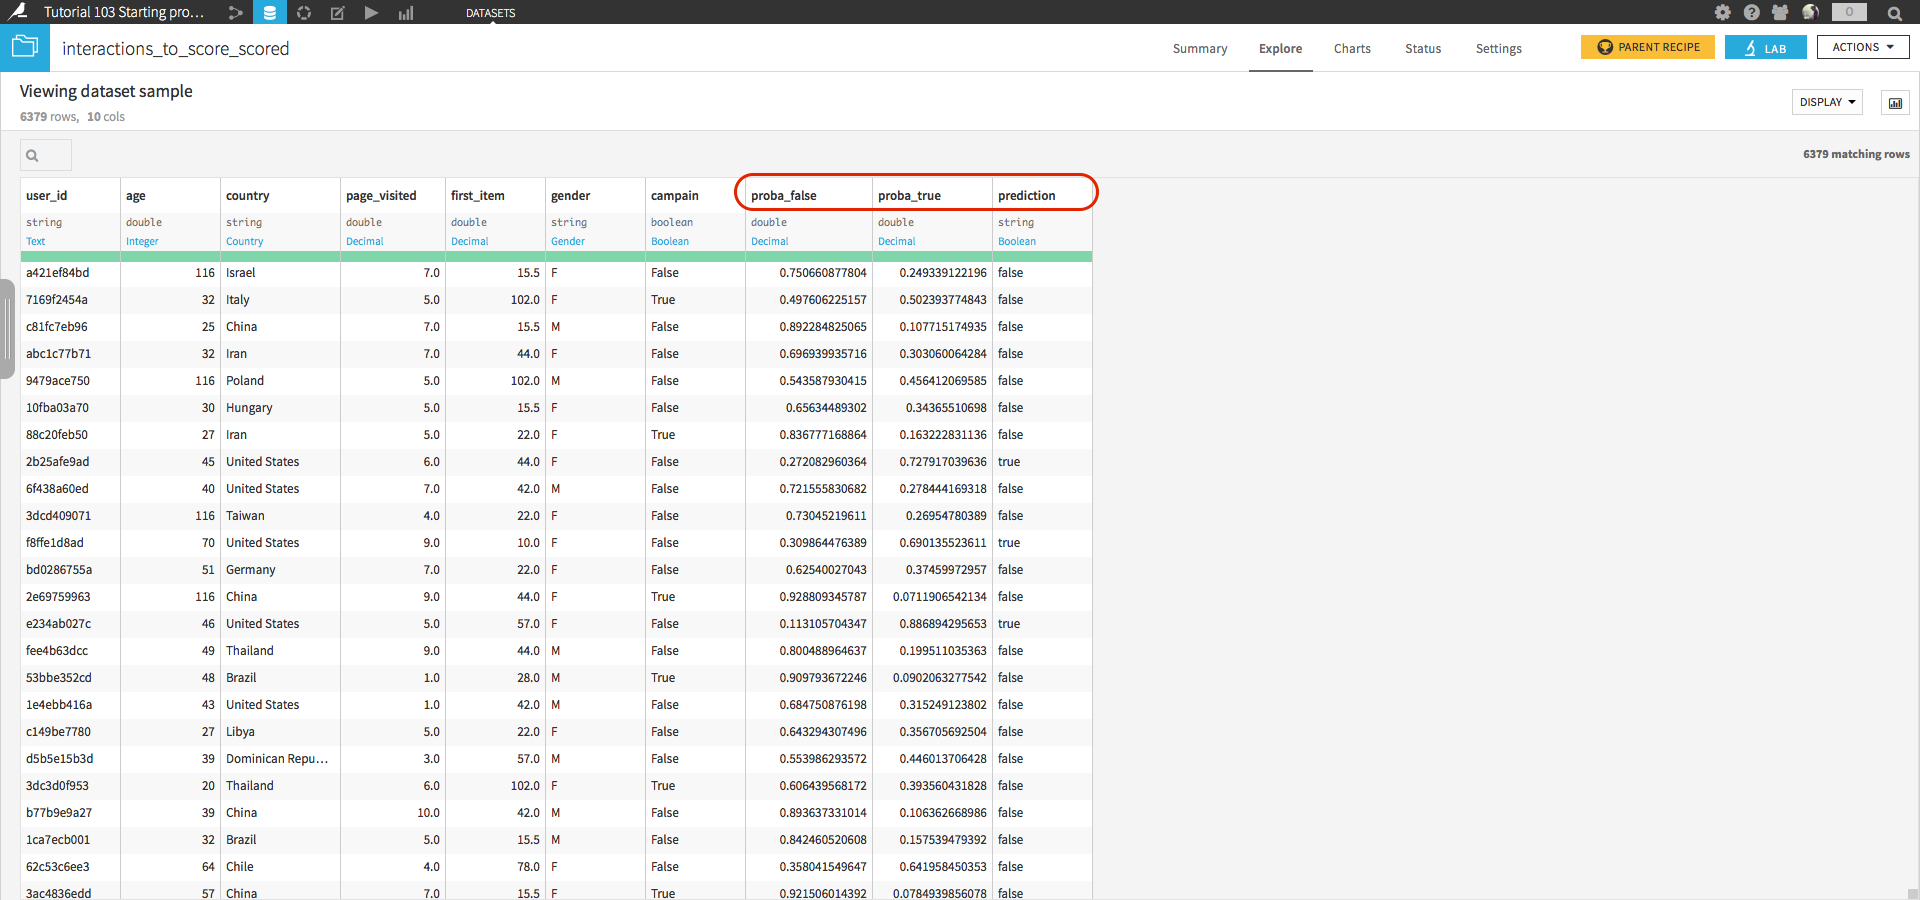 Tutorial 103 Starting pro... DATASETS 0
interactions_to_score_scored Summary Explore Charts Status Settings PARENT RECIPE LAB ACTIONS
Viewing dataset sample
DISPLAY
6379 rows, 10 cols
6379 matching rows
user_id age country page_visited first_item gender campain proba_false proba_true prediction
string double string double double string boolean double double string
Text Integer Country Decimal Decimal Gender Boolean Decimal Decimal Boolean
a421ef84bd 116 Israel 7.0 15.5 F False 0.750660877804 0.249339122196 false
7169f2454a 32 Italy 5.0 102.0 F True 0.497606225157 0.502393774843 false
c81fc7eb96 25 China 7.0 15.5 M False 0.892284825065 0.107715174935 false
abc1c77b71 32 Iran 7.0 44.0 F False 0.696939935716 0.303060064284 false
9479ace750 116 Poland 5.0 102.0 M False 0.543587930415 0.456412069585 false
10fba03a70 30 Hungary 5.0 15.5 F False 0.65634489302 0.34365510698 false
88c20feb50 27 Iran 5.0 22.0 F True 0.836777168864 0.163222831136 false
2b25afe9ad 45 United States 6.0 44.0 F False 0.272082960364 0.727917039636 true
6f438a60ed 40 United States 7.0 42.0 M False 0.721555830682 0.278444169318 false
3dcd409071 116 Taiwan 4.0 22.0 F False 0.73045219611 0.26954780389 false
f8ffe1d8ad 70 United States 9.0 10.0 F False 0.309864476389 0.690135523611 true
bd0286755a 51 Germany 7.0 22.0 F False 0.62540027043 0.37459972957 false
2e69759963 116 China 9.0 44.0 F True 0.928809345787 0.0711906542134 false
e234ab027c 46 United States 5.0 57.0 F False 0.113105704347 0.886894295653 true
fee4b63dcc 49 Thailand 9.0 44.0 M False 0.800488964637 0.199511035363 false
53bbe352cd 48 Brazil 1.0 28.0 M True 0.909793672246 0.0902063277542 false
1e4ebb416a 43 United States 1.0 42.0 M False 0.684750876198 0.315249123802 false
c149be7780 27 Libya 5.0 22.0 F False 0.643294307496 0.356705692504 false
d5b5e15b3d 39 Dominican Repu... 3.0 57.0 M False 0.553986293572 0.446013706428 false
3dc3d0f953 20 Thailand 6.0 102.0 F True 0.606439568172 0.393560431828 false
b77b9e9a27 39 China 10.0 42.0 M False 0.893637331014 0.106362668986 false
1ca7ecb001 32 Brazil 5.0 15.5 M False 0.842460520608 0.157539479392 false
62c53c6ee3 64 Chile 4.0 78.0 F False 0.358041549647 0.641958450353 false
3ac4836edd 57 China 7.0 15.5 F True 0.921506014392 0.0784939856078 false